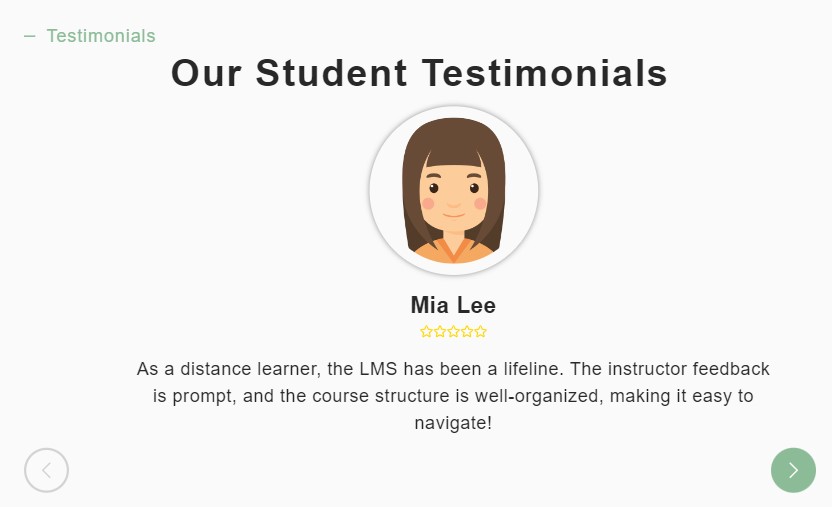 – Testimonials
Our Student Testimonials
Mia Lee
As a distance learner, the LMS has been a lifeline. The instructor feedback
is prompt, and the course structure is well-organized, making it easy to
navigate!